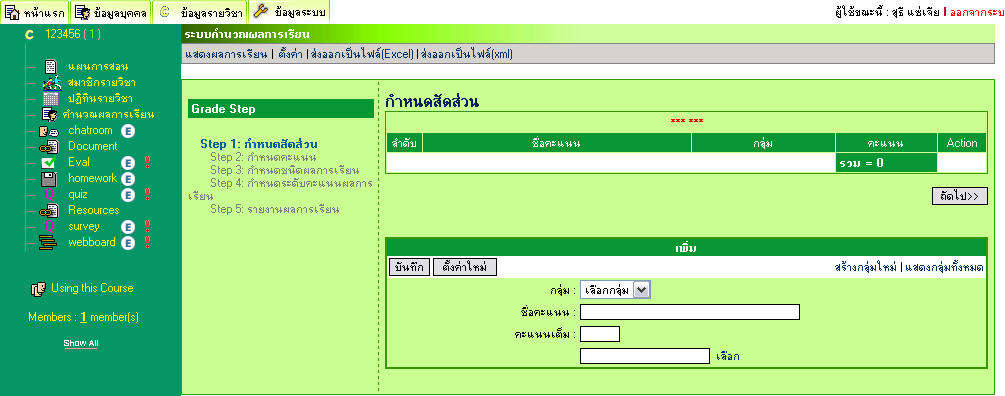 หน้าแรก ข้อมูลบุคคล © ข้อมูลรายวิชา ข้อมูลระบบ
ผู้ใช้ขณะนี้ : สุธี แซ่เจีย | ออกจากระบ
C 123456 ( 1 )
แผนการสอน
สมาชิกรายวิชา
ปฏิทินรายวิชา
คำนวณผลการเรียน
chatroom E
Document
Eval E !
homework E
Q quiz E !
Resources
Q survey E !
webboard E !
Using this Course
Members : 1 member(s)
Show All
ระบบคำนวณผลการเรียน
แสดงผลการเรียน | ตั้งค่า | ส่งออกเป็นไฟล์(Excel) | ส่งออกเป็นไฟล์(xml)
Grade Step
Step 1: กำหนดสัดส่วน
Step 2: กำหนดคะแนน
Step 3: กำหนดชนิดผลการเรียน
Step 4: กำหนดระดับคะแนนผลการ
เรียน
Step 5: รายงานผลการเรียน
กำหนดสัดส่วน
*** ***
ลำดับ ชื่อคะแนน กลุ่ม คะแนน Action
รวม = 0
ถัดไป>>
เพิ่ม
บันทึก ตั้งค่าใหม่ สร้างกลุ่มใหม่ | แสดงกลุ่มทั้งหมด
กลุ่ม : เลือกกลุ่ม
ชื่อคะแนน :
คะแนนเต็ม :
เลือก